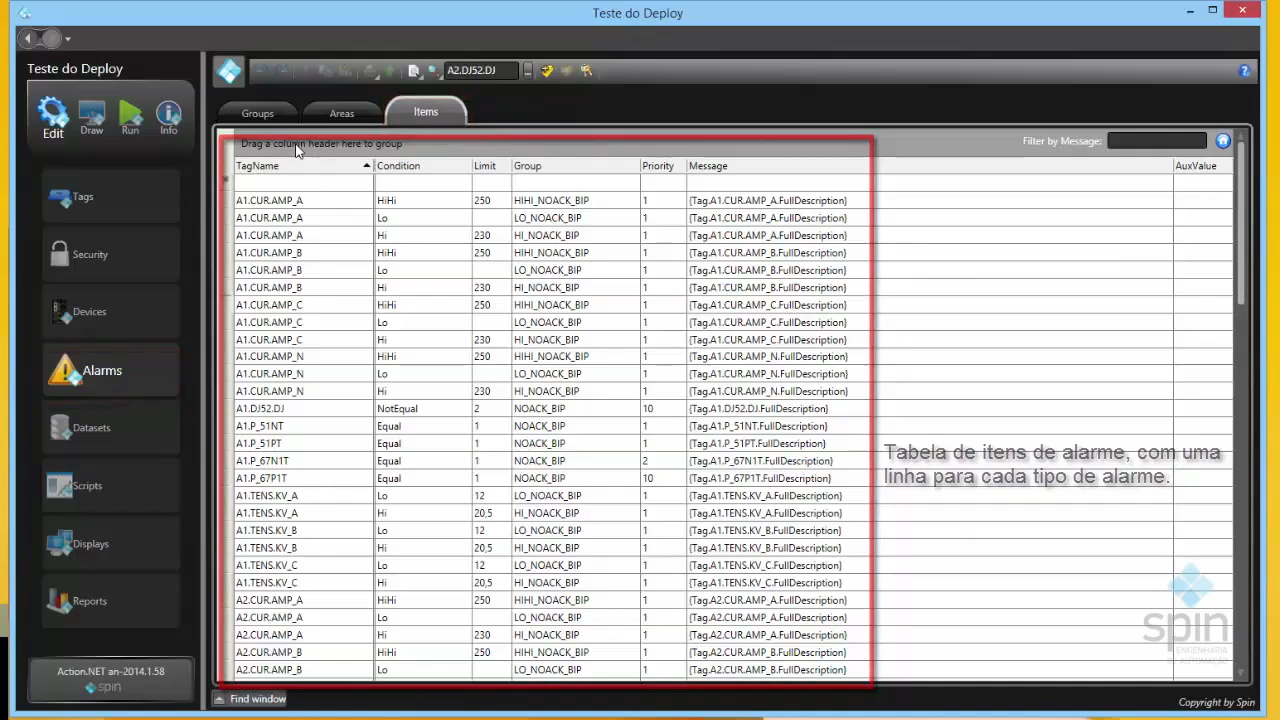 Teste do Deploy
Teste do Deploy
Edit Draw Run Info
A2.DJ52.DJ
Groups Areas Items
Drag a column header here to group
Filter by Message:
TagName Condition Limit Group Priority Message AuxValue
A1.CUR.AMP_A HiHi 250 HIHI_NOACK_BIP 1 {Tag.A1.CUR.AMP_A.FullDescription}
A1.CUR.AMP_A Lo LO_NOACK_BIP 1 {Tag.A1.CUR.AMP_A.FullDescription}
A1.CUR.AMP_A Hi 230 HI_NOACK_BIP 1 {Tag.A1.CUR.AMP_A.FullDescription}
A1.CUR.AMP_B HiHi 250 HIHI_NOACK_BIP 1 {Tag.A1.CUR.AMP_B.FullDescription}
A1.CUR.AMP_B Lo LO_NOACK_BIP 1 {Tag.A1.CUR.AMP_B.FullDescription}
A1.CUR.AMP_B Hi 230 HI_NOACK_BIP 1 {Tag.A1.CUR.AMP_B.FullDescription}
A1.CUR.AMP_C HiHi 250 HIHI_NOACK_BIP 1 {Tag.A1.CUR.AMP_C.FullDescription}
A1.CUR.AMP_C Lo LO_NOACK_BIP 1 {Tag.A1.CUR.AMP_C.FullDescription}
A1.CUR.AMP_C Hi 230 HI_NOACK_BIP 1 {Tag.A1.CUR.AMP_C.FullDescription}
A1.CUR.AMP_N HiHi 250 HIHI_NOACK_BIP 1 {Tag.A1.CUR.AMP_N.FullDescription}
A1.CUR.AMP_N Lo LO_NOACK_BIP 1 {Tag.A1.CUR.AMP_N.FullDescription}
A1.CUR.AMP_N Hi 230 HI_NOACK_BIP 1 {Tag.A1.CUR.AMP_N.FullDescription}
A1.DJ52.DJ NotEqual 2 NOACK_BIP 10 {Tag.A1.DJ52.DJ.FullDescription}
A1.P_51NT Equal 1 NOACK_BIP 1 {Tag.A1.P_51NT.FullDescription}
A1.P_51PT Equal 1 NOACK_BIP 1 {Tag.A1.P_51PT.FullDescription}
A1.P_67N1T Equal 1 NOACK_BIP 2 {Tag.A1.P_67N1T.FullDescription}
A1.P_67P1T Equal 1 NOACK_BIP 10 {Tag.A1.P_67P1T.FullDescription}
A1.TENS.KV_A Lo 12 LO_NOACK_BIP 1 {Tag.A1.TENS.KV_A.FullDescription}
A1.TENS.KV_A Hi 20,5 HI_NOACK_BIP 1 {Tag.A1.TENS.KV_A.FullDescription}
A1.TENS.KV_B Lo 12 LO_NOACK_BIP 1 {Tag.A1.TENS.KV_B.FullDescription}
A1.TENS.KV_B Hi 20,5 HI_NOACK_BIP 1 {Tag.A1.TENS.KV_B.FullDescription}
A1.TENS.KV_C Lo 12 LO_NOACK_BIP 1 {Tag.A1.TENS.KV_C.FullDescription}
A1.TENS.KV_C Hi 20,5 HI_NOACK_BIP 1 {Tag.A1.TENS.KV_C.FullDescription}
A2.CUR.AMP_A HiHi 250 HIHI_NOACK_BIP 1 {Tag.A2.CUR.AMP_A.FullDescription}
A2.CUR.AMP_A Lo LO_NOACK_BIP 1 {Tag.A2.CUR.AMP_A.FullDescription}
A2.CUR.AMP_A Hi 230 HI_NOACK_BIP 1 {Tag.A2.CUR.AMP_A.FullDescription}
A2.CUR.AMP_B HiHi 250 HIHI_NOACK_BIP 1 {Tag.A2.CUR.AMP_B.FullDescription}
A2.CUR.AMP_B Lo LO_NOACK_BIP 1 {Tag.A2.CUR.AMP_B.FullDescription}
Tags
Security
Devices
Alarms
Datasets
Scripts
Displays
Reports
Tabela de itens de alarme, com uma
linha para cada tipo de alarme.
spin
ENGENHARIA
DE AUTOMAÇÃO
Action.NET an-2014.1.58
spin
Find window
Copyright by Spin